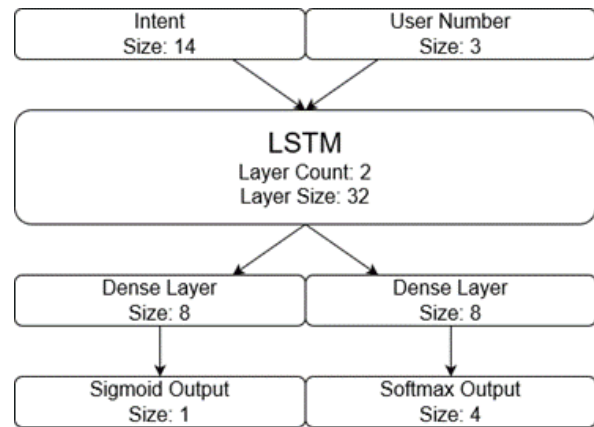 Intent
Size: 14
User Number
Size: 3
LSTM
Layer Count: 2
Layer Size: 32
Dense Layer
Size: 8
Dense Layer
Size: 8
Sigmoid Output
Size: 1
Softmax Output
Size: 4